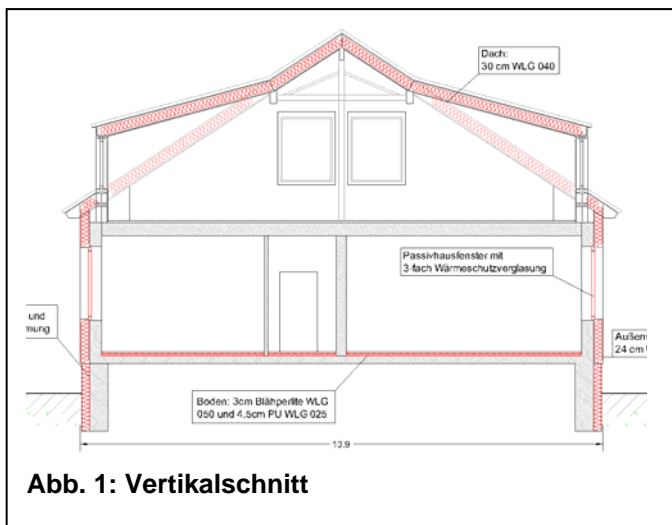 Dach:
30 cm WLG 040
Passivhausfenster mit
3-fach Wärmeschutzverglasung
und
mung
Außenw
24 cm
Boden: 3cm Blähperlite WLG
050 und 4,5cm PU WLG 025
13.9
Abb. 1: Vertikalschnitt